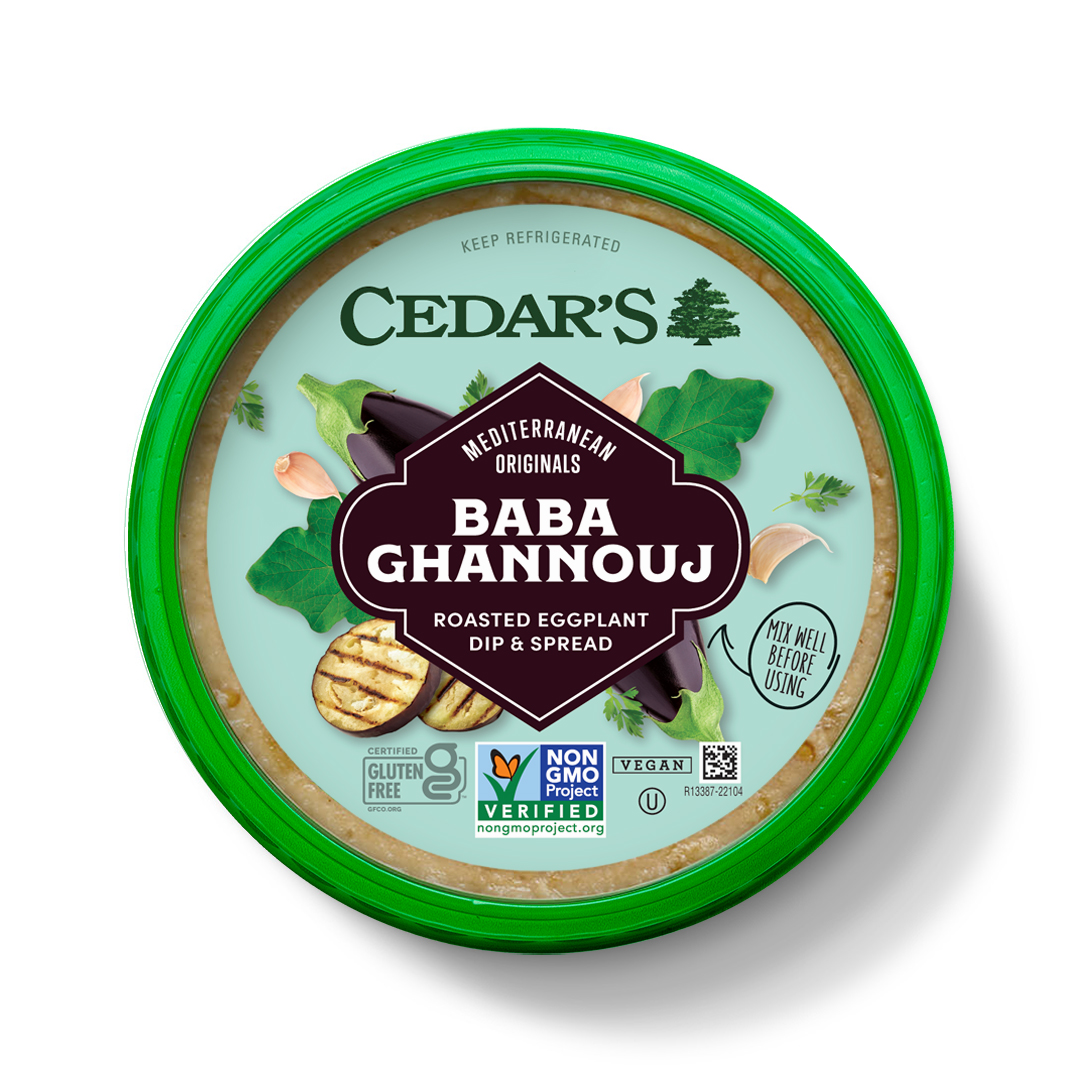 KEEP REFRIGERATED
CEDAR'S
MEDITERRANEAN
ORIGINALS
BABA
GHANNOUJ
ROASTED EGGPLANT
DIP & SPREAD
MIX WELL
BEFORE
USING
CERTIFIED
GLUTEN
FREE
GFCO.ORG
NON
GMO
Project
VERIFIED
nongmoproject.org
VEGAN
U
R13387-22104